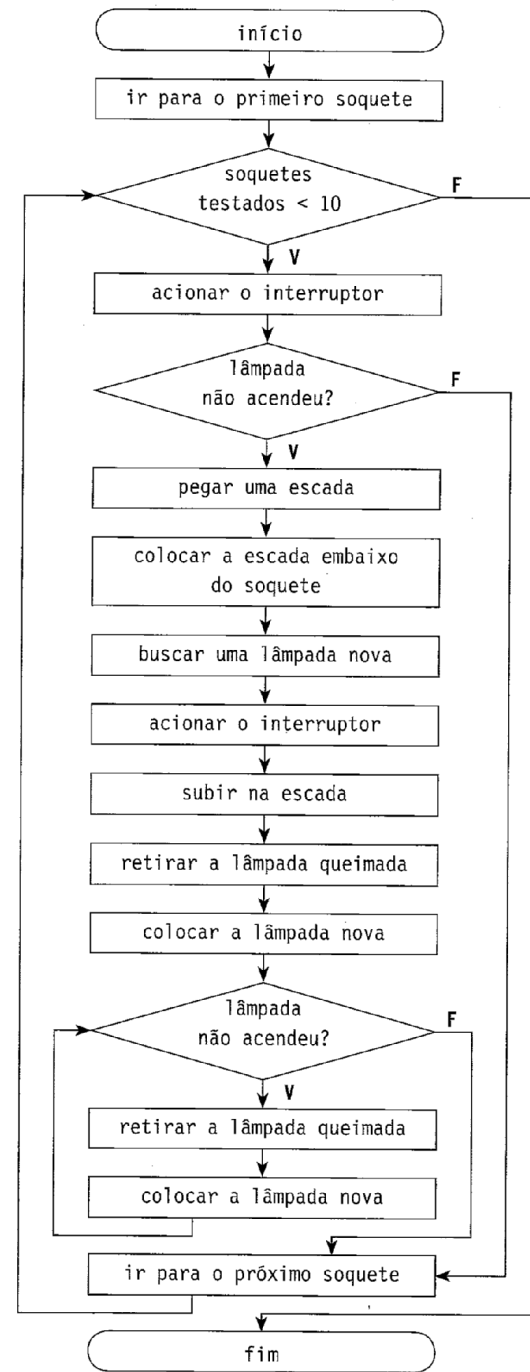 início
ir para o primeiro soquete
soquetes
testados < 10
F
V
acionar o interruptor
lâmpada
não acendeu?
F
V
pegar uma escada
colocar a escada embaixo
do soquete
buscar uma lâmpada nova
acionar o interruptor
subir na escada
retirar a lâmpada queimada
colocar a lâmpada nova
lâmpada
não acendeu?
F
V
retirar a lâmpada queimada
colocar a lâmpada nova
ir para o próximo soquete
fim